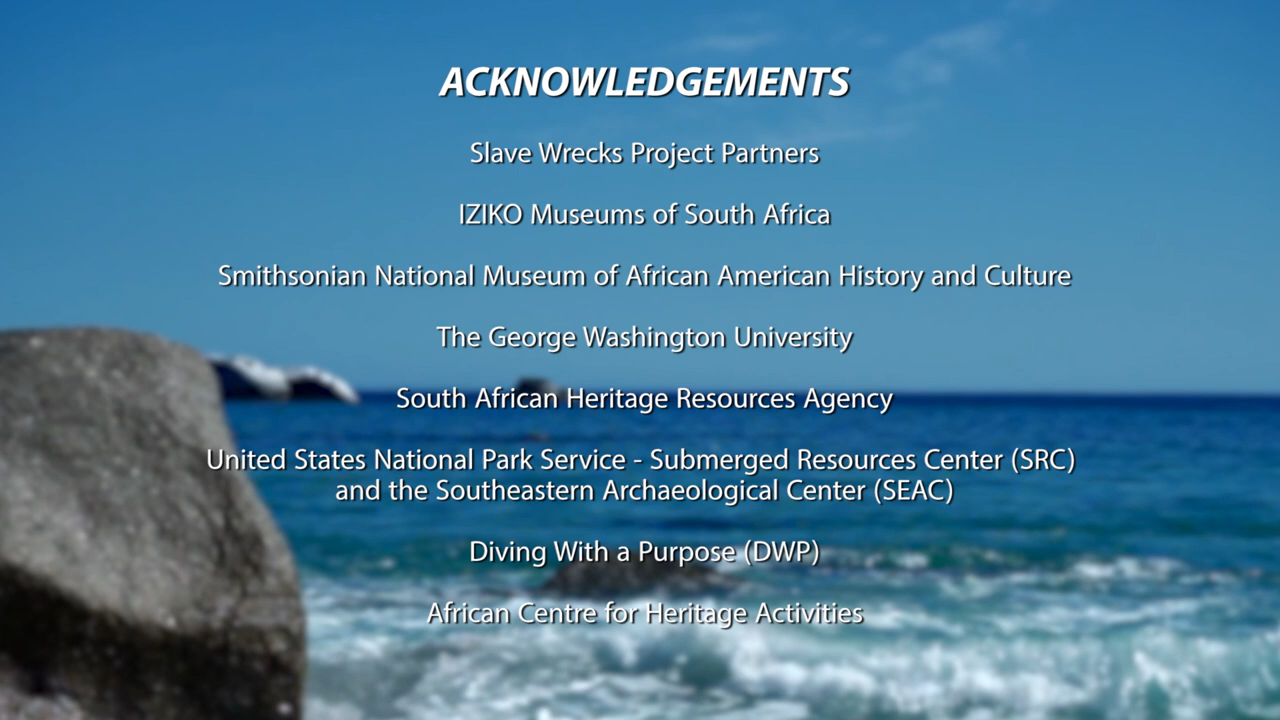 ACKNOWLEDGEMENTS
Slave Wrecks Project Partners
IZIKO Museums of South Africa
Smithsonian National Museum of African American History and Culture
The George Washington University
South African Heritage Resources Agency
United States National Park Service - Submerged Resources Center (SRC)
and the Southeastern Archaeological Center (SEAC)
Diving With a Purpose (DWP)
African Centre for Heritage Activities